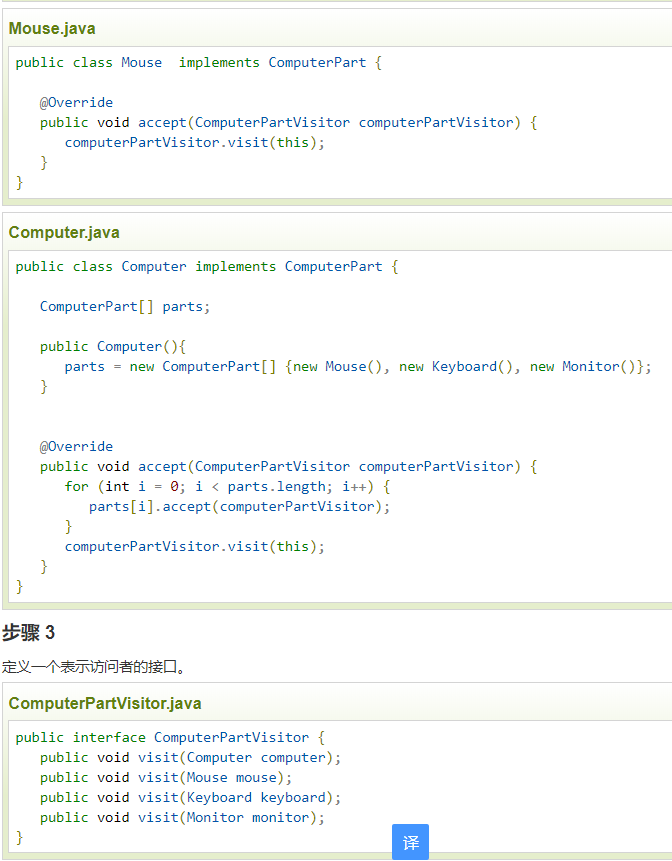 Mouse.java
public class Mouse  implements ComputerPart {
@Override
public void accept(ComputerPartVisitor computerPartVisitor) {
computerPartVisitor.visit(this);
}
}
Computer.java
public class Computer implements ComputerPart {
ComputerPart[] parts;
public Computer(){
parts = new ComputerPart[] {new Mouse(), new Keyboard(), new Monitor()};
}
@Override
public void accept(ComputerPartVisitor computerPartVisitor) {
for (int i = 0; i < parts.length; i++) {
parts[i].accept(computerPartVisitor);
}
computerPartVisitor.visit(this);
}
}
步骤 3
定义一个表示访问者的接口。
ComputerPartVisitor.java
public interface ComputerPartVisitor {
public void visit(Computer computer);
public void visit(Mouse mouse);
public void visit(Keyboard keyboard);
public void visit(Monitor monitor);
}
译